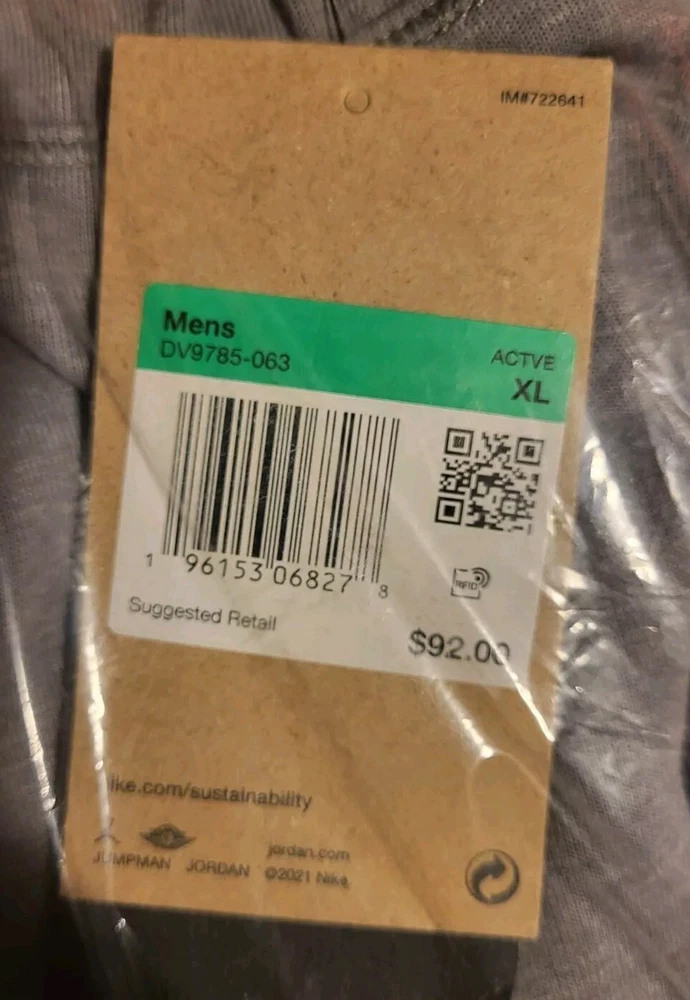 IM#722641
Mens
DV9785-063
ACTVE
XL
1 96153 06827 8
RFID
Suggested Retail
$92.00
nike.com/sustainability
jordan.com
JUMPMAN JORDAN @2021 Nike